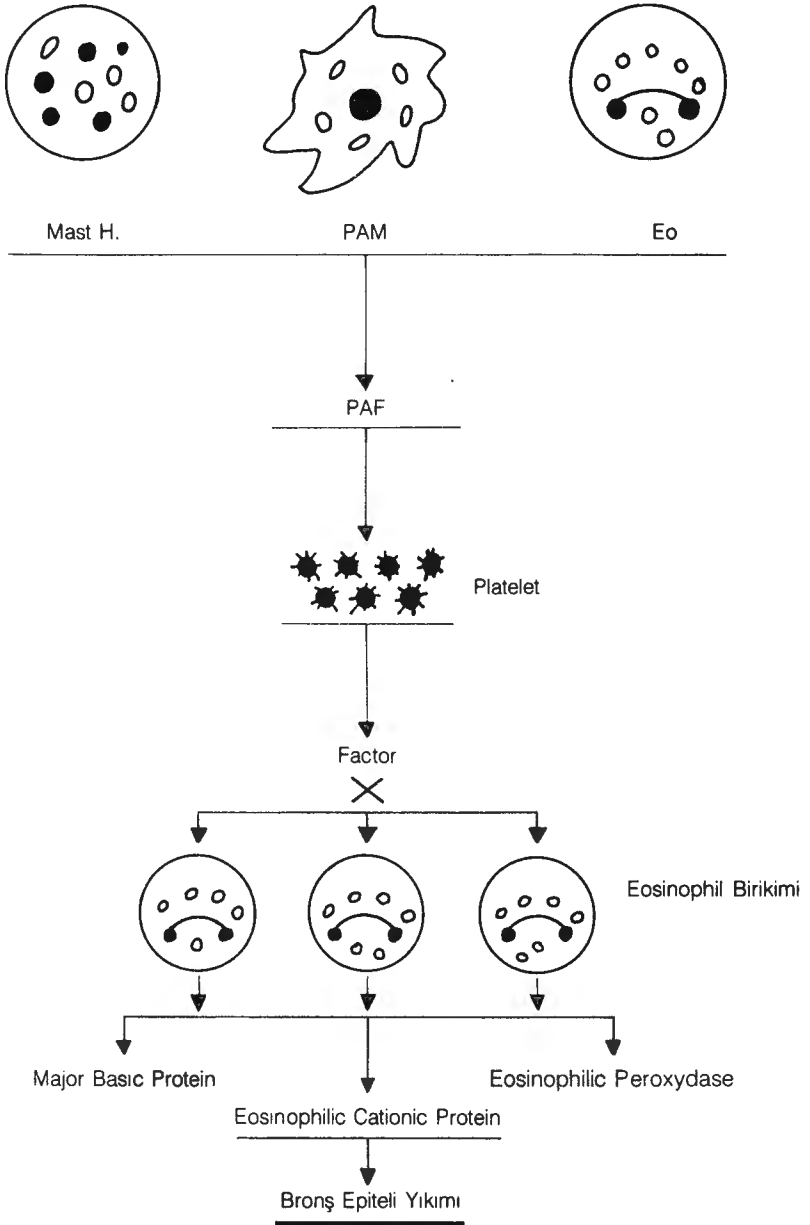 Mast H.
PAM
Eo
PAF
Platelet
Factor
X
Eosinophil Birikimi
Major Basic Protein
Eosinophilic Peroxydase
Eosinophilic Cationic Protein
Bronş Epiteli Yıkımı